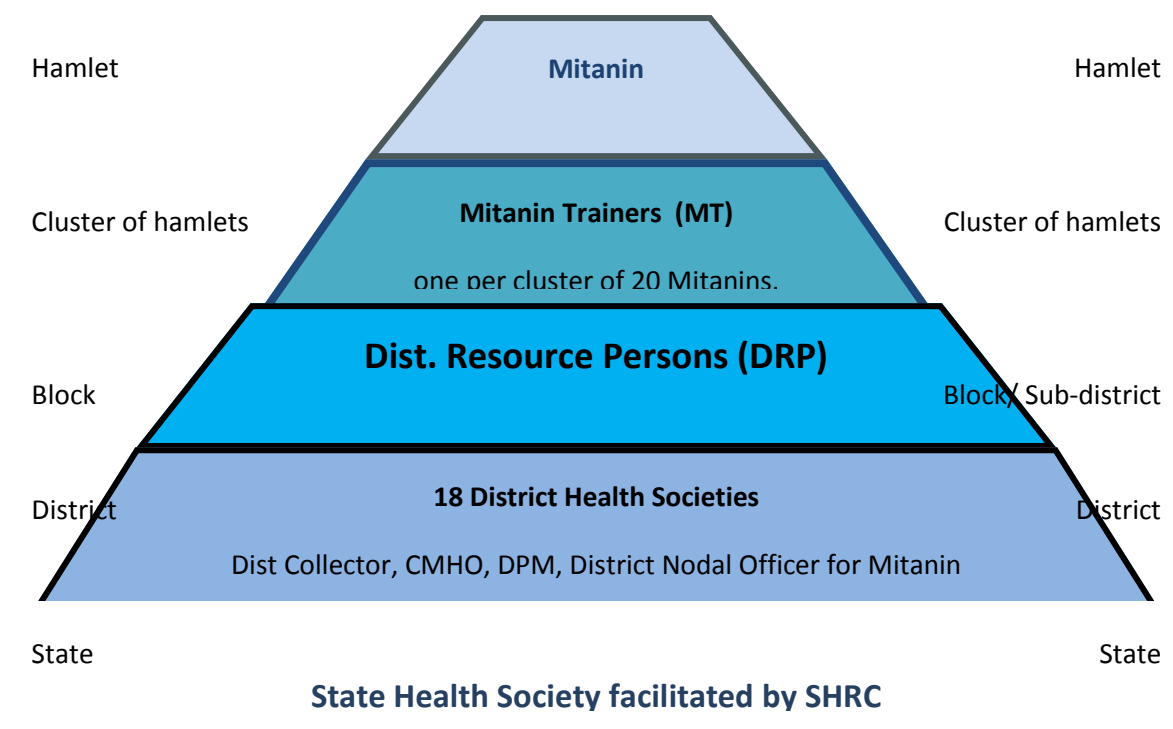 Hamlet Mitanin Hamlet
Cluster of hamlets Mitanin Trainers (MT) Cluster of hamlets
one per cluster of 20 Mitanins.
Dist. Resource Persons (DRP)
Block Block/ Sub-district
18 District Health Societies
District District
Dist Collector, CMHO, DPM, District Nodal Officer for Mitanin
State State
State Health Society facilitated by SHRC